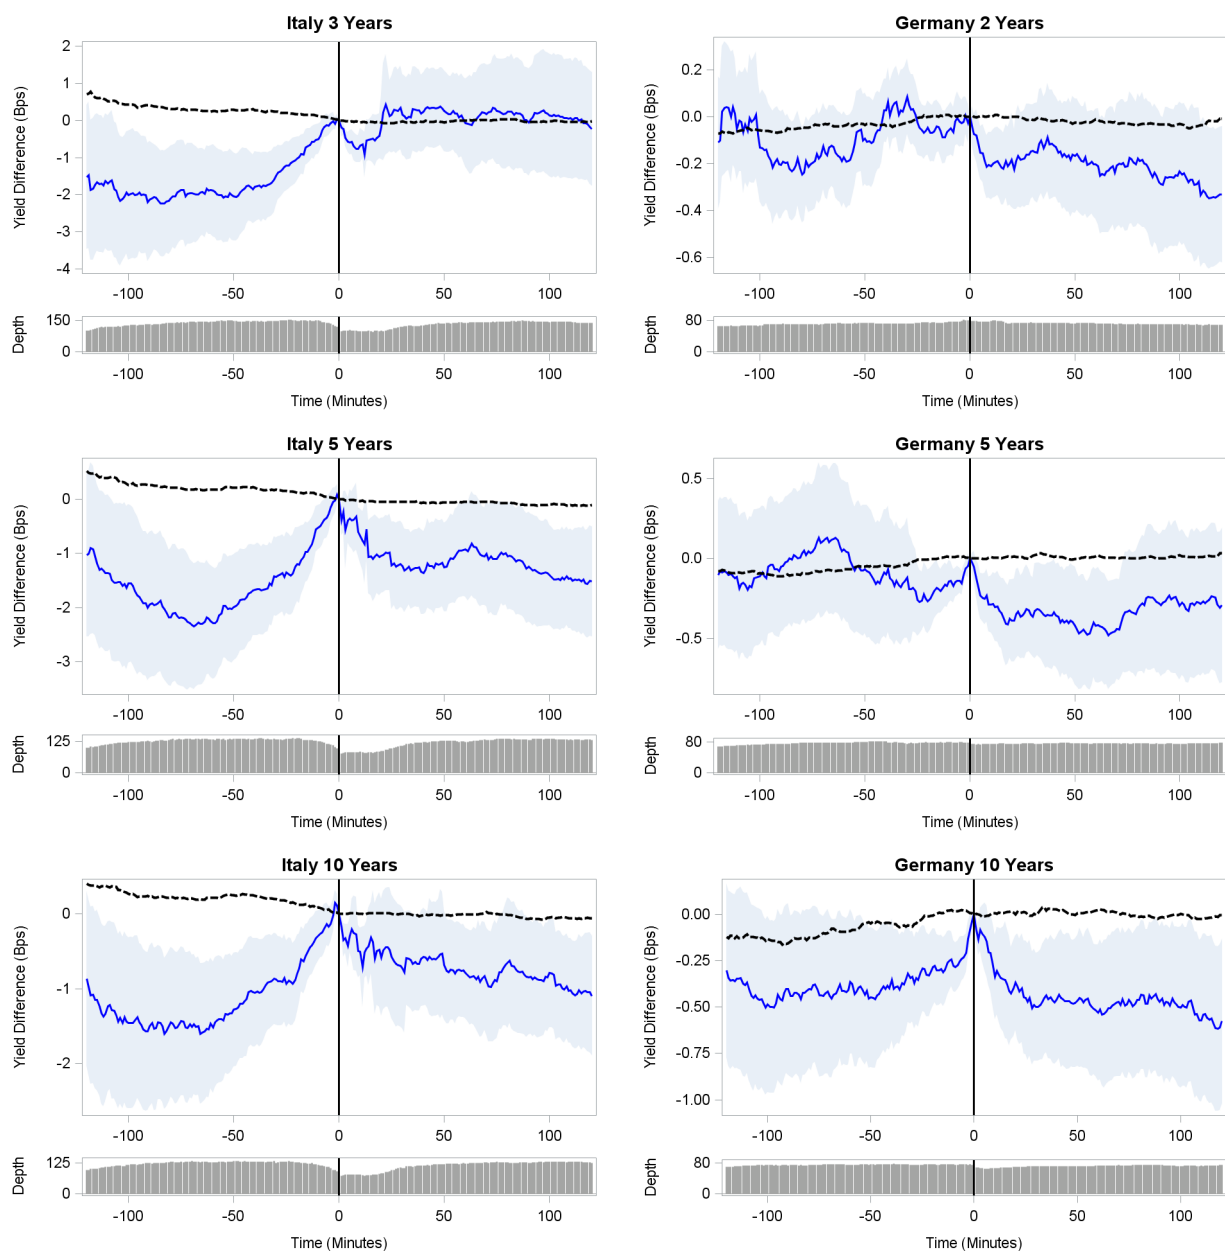 Italy 3 Years
Yield Difference (Bps)
2
1
0
-1
-2
-3
-4
-100 -50 0 50 100
Depth
150
0
-100 -50 0 50 100
Time (Minutes)
Germany 2 Years
Yield Difference (Bps)
0.2
0.0
-0.2
-0.4
-0.6
-100 -50 0 50 100
Depth
80
0
-100 -50 0 50 100
Time (Minutes)
Italy 5 Years
Yield Difference (Bps)
0
-1
-2
-3
-100 -50 0 50 100
Depth
125
0
-100 -50 0 50 100
Time (Minutes)
Germany 5 Years
Yield Difference (Bps)
0.5
0.0
-0.5
-100 -50 0 50 100
Depth
80
0
-100 -50 0 50 100
Time (Minutes)
Italy 10 Years
Yield Difference (Bps)
0
-1
-2
-100 -50 0 50 100
Depth
125
0
-100 -50 0 50 100
Time (Minutes)
Germany 10 Years
Yield Difference (Bps)
0.00
-0.25
-0.50
-0.75
-1.00
-100 -50 0 50 100
Depth
80
0
-100 -50 0 50 100
Time (Minutes)